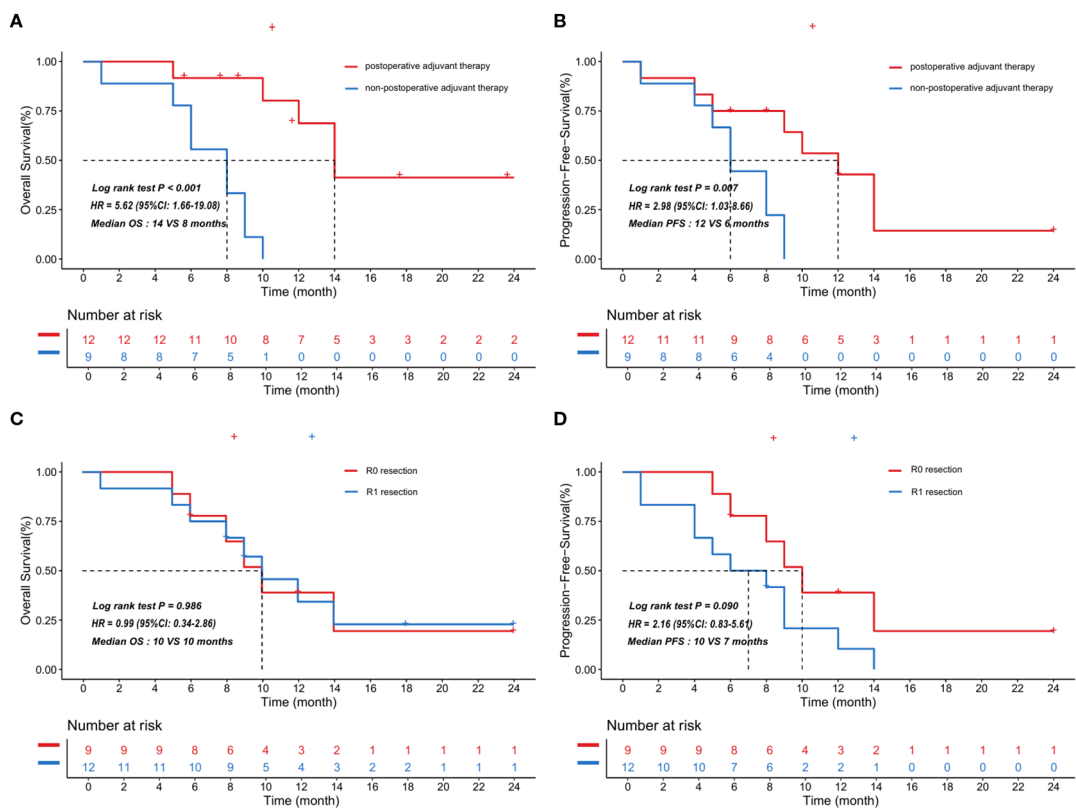 A
Overall Survival(%)
1.00
0.75
0.50
0.25
0.00
postoperative adjuvant therapy
non-postoperative adjuvant therapy
Log rank test P < 0.001
HR = 5.62 (95%CI: 1.66-19.08)
Median OS : 14 VS 8 months
0 2 4 6 8 10 12 14 16 18 20 22 24
Time (month)
Number at risk
12 12 12 11 10 8 7 5 3 3 2 2 2
9 8 8 7 5 1 0 0 0 0 0 0 0
0 2 4 6 8 10 12 14 16 18 20 22 24
Time (month)
B
Progression-Free-Survival(%)
1.00
0.75
0.50
0.25
0.00
postoperative adjuvant therapy
non-postoperative adjuvant therapy
Log rank test P = 0.007
HR = 2.98 (95%CI: 1.03-8.66)
Median PFS : 12 VS 6 months
0 2 4 6 8 10 12 14 16 18 20 22 24
Time (month)
Number at risk
12 11 11 9 8 6 5 3 1 1 1 1 1
9 8 8 6 4 0 0 0 0 0 0 0 0
0 2 4 6 8 10 12 14 16 18 20 22 24
Time (month)
C
Overall Survival(%)
1.00
0.75
0.50
0.25
0.00
R0 resection
R1 resection
Log rank test P = 0.986
HR = 0.99 (95%CI: 0.34-2.86)
Median OS : 10 VS 10 months
0 2 4 6 8 10 12 14 16 18 20 22 24
Time (month)
Number at risk
9 9 9 8 6 4 3 2 1 1 1 1 1
12 11 11 10 9 5 4 3 2 2 1 1 1
0 2 4 6 8 10 12 14 16 18 20 22 24
Time (month)
D
Progression-Free-Survival(%)
1.00
0.75
0.50
0.25
0.00
R0 resection
R1 resection
Log rank test P = 0.090
HR = 2.16 (95%CI: 0.83-5.61)
Median PFS : 10 VS 7 months
0 2 4 6 8 10 12 14 16 18 20 22 24
Time (month)
Number at risk
9 9 9 8 6 4 3 2 1 1 1 1 1
12 10 10 7 6 2 2 1 0 0 0 0 0
0 2 4 6 8 10 12 14 16 18 20 22 24
Time (month)